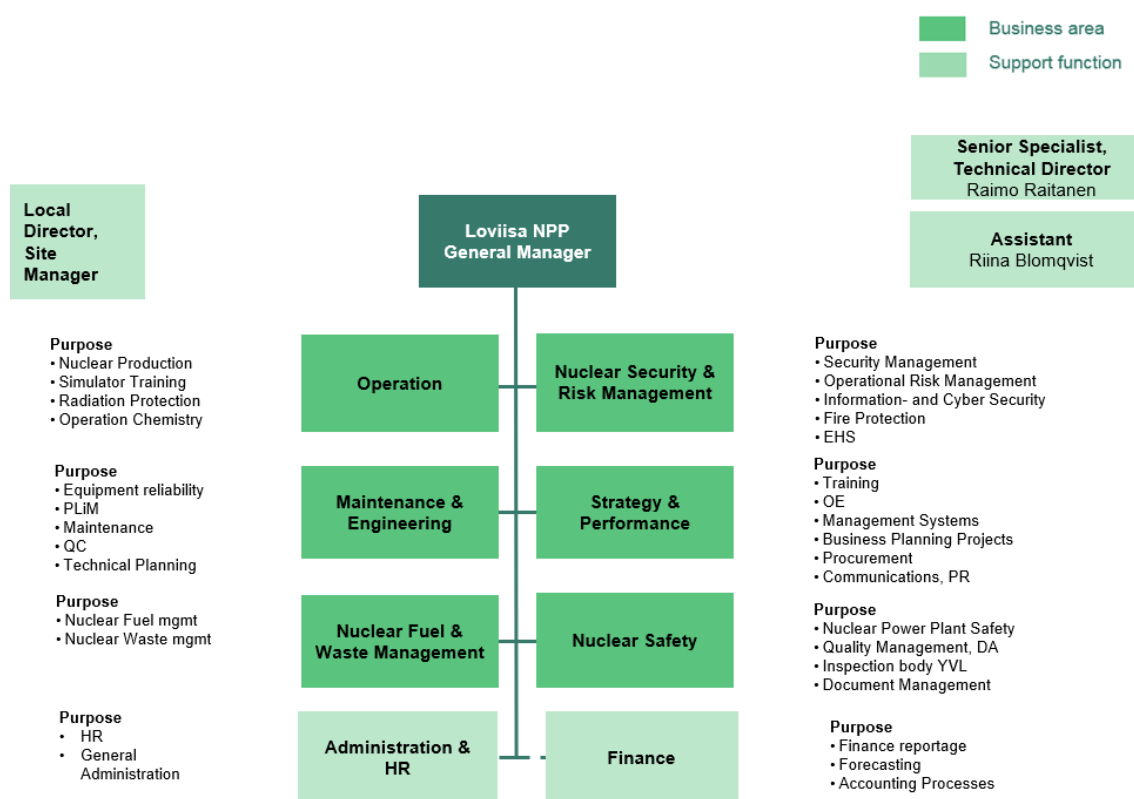 Business area
Support function
Senior Specialist,
Technical Director
Raimo Raitanen
Local
Director,
Site
Manager
Loviisa NPP
General Manager
Assistant
Riina Blomqvist
Purpose
• Nuclear Production
• Simulator Training
• Radiation Protection
• Operation Chemistry
Operation
Nuclear Security &
Risk Management
Purpose
• Security Management
• Operational Risk Management
• Information- and Cyber Security
• Fire Protection
• EHS
Purpose
• Equipment reliability
• PLiM
• Maintenance
• QC
• Technical Planning
Maintenance &
Engineering
Strategy &
Performance
Purpose
• Training
• OE
• Management Systems
• Business Planning Projects
• Procurement
• Communications, PR
Purpose
• Nuclear Fuel mgmt
• Nuclear Waste mgmt
Nuclear Fuel &
Waste Management
Nuclear Safety
Purpose
• Nuclear Power Plant Safety
• Quality Management, DA
• Inspection body YVL
• Document Management
Purpose
• HR
• General
Administration
Administration &
HR
Finance
Purpose
• Finance reportage
• Forecasting
• Accounting Processes